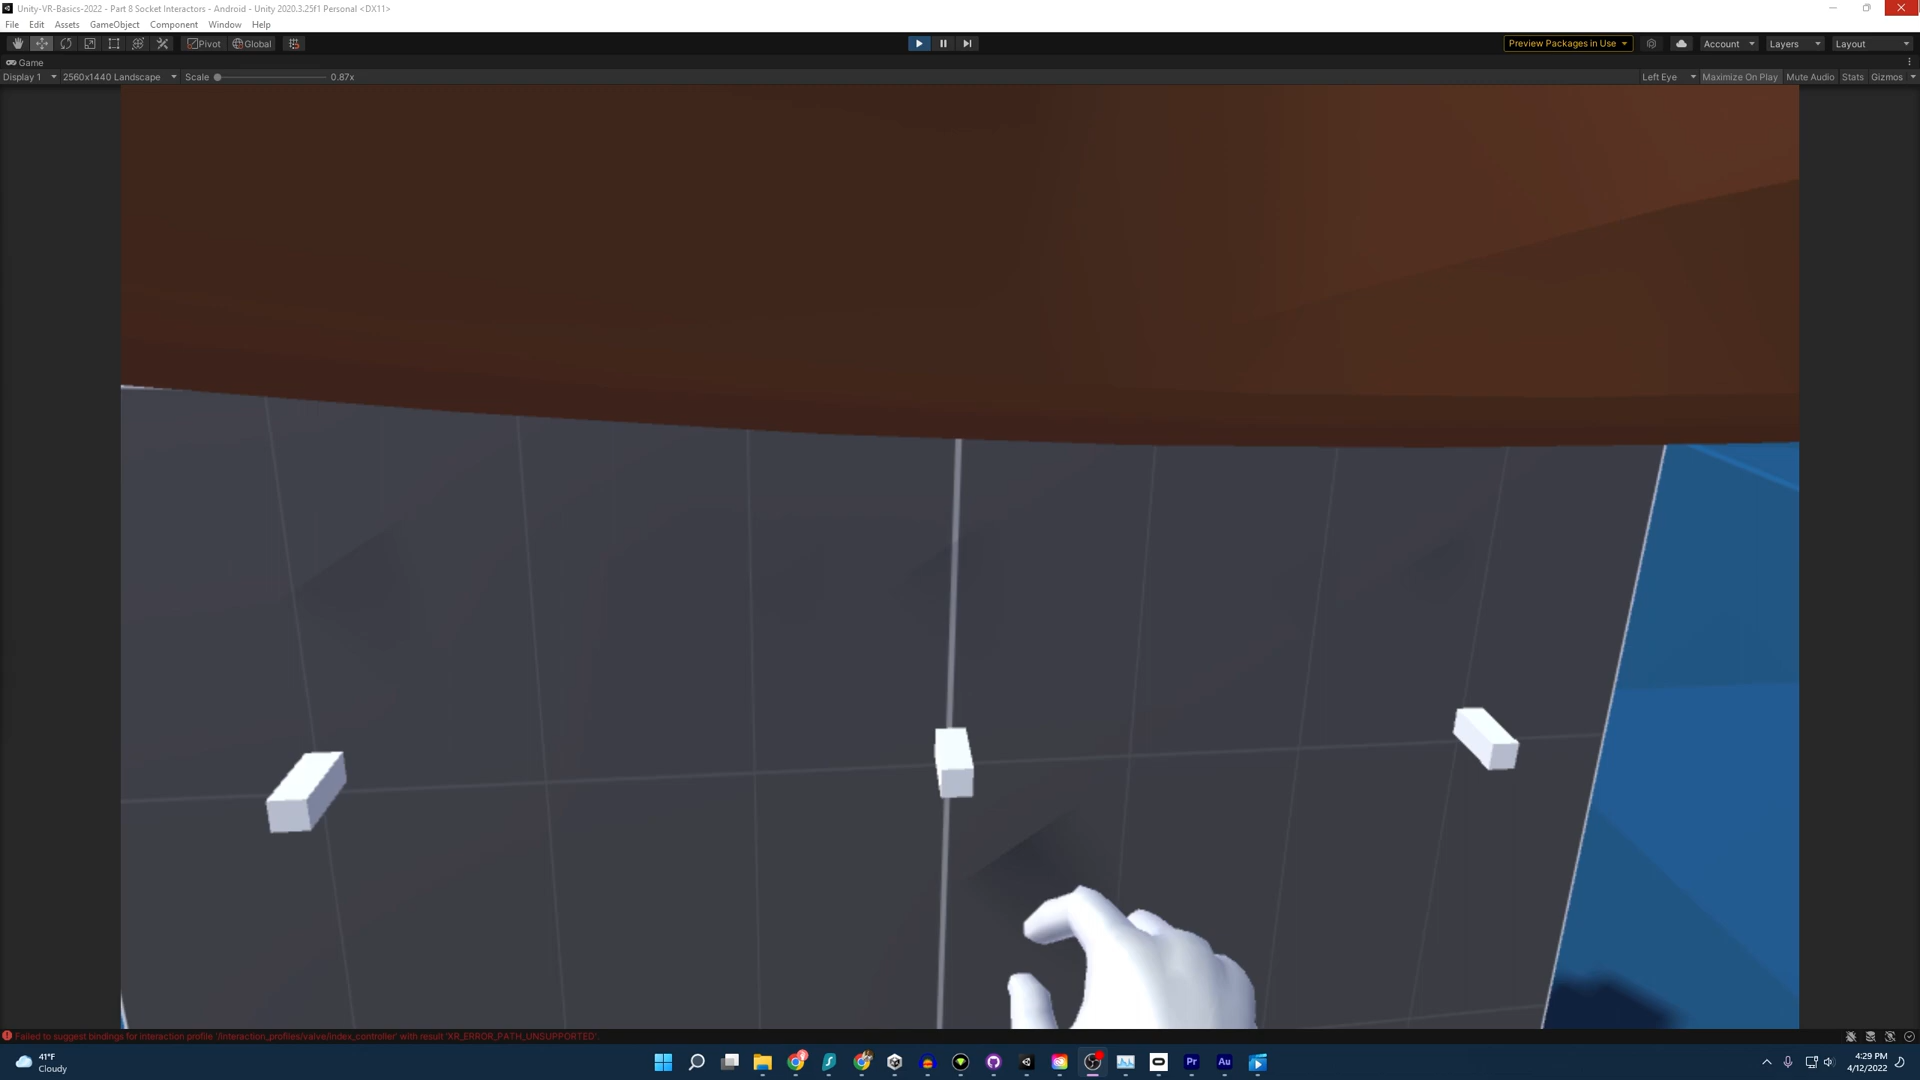 Unity-VR-Basics-2022 - Part 8 Socket Interactors - Android - Unity 2020.3.25f1 Personal <DX11>
File Edit Assets GameObject Component Window Help
Pivot Global Preview Packages in Use Account Layers Layout
Game
Display 1 2560x1440 Landscape Scale 0.87x Left Eye Maximize On Play Mute Audio Stats Gizmos
Failed to suggest bindings for interaction profile '/interaction_profiles/valve/index_controller' with result 'XR_ERROR_PATH_UNSUPPORTED'.
41°F
Cloudy
Pr Au
4:29 PM
4/12/2022